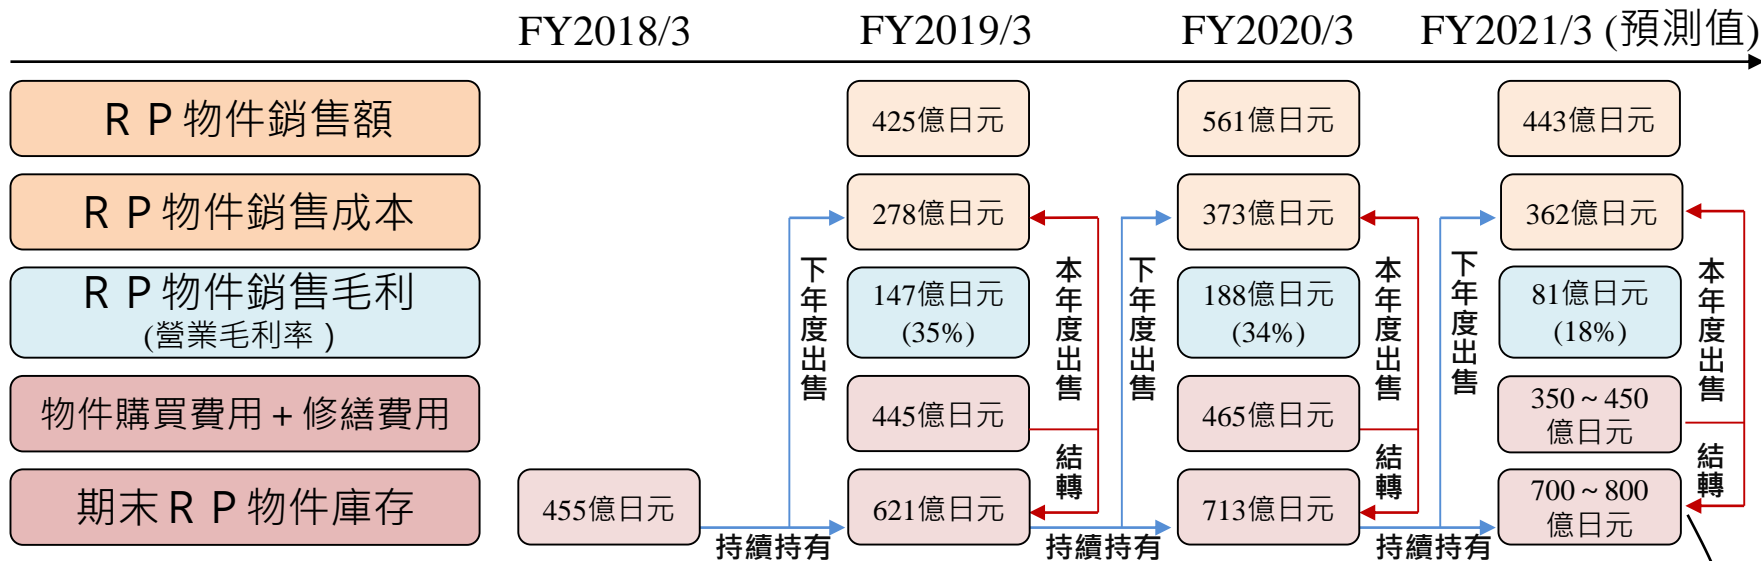 FY2018/3
FY2019/3
FY2020/3
FY2021/3 (預測值)
ＲＰ物件銷售額
425億日元
561億日元
443億日元
ＲＰ物件銷售成本
278億日元
373億日元
362億日元
ＲＰ物件銷售毛利
(營業毛利率)
147億日元
(35%)
188億日元
(34%)
81億日元
(18%)
下年度出售
本年度出售
下年度出售
本年度出售
下年度出售
本年度出售
物件購買費用＋修繕費用
445億日元
465億日元
350～450
億日元
結轉
結轉
結轉
期末ＲＰ物件庫存
455億日元
621億日元
713億日元
700～800
億日元
持續持有
持續持有
持續持有